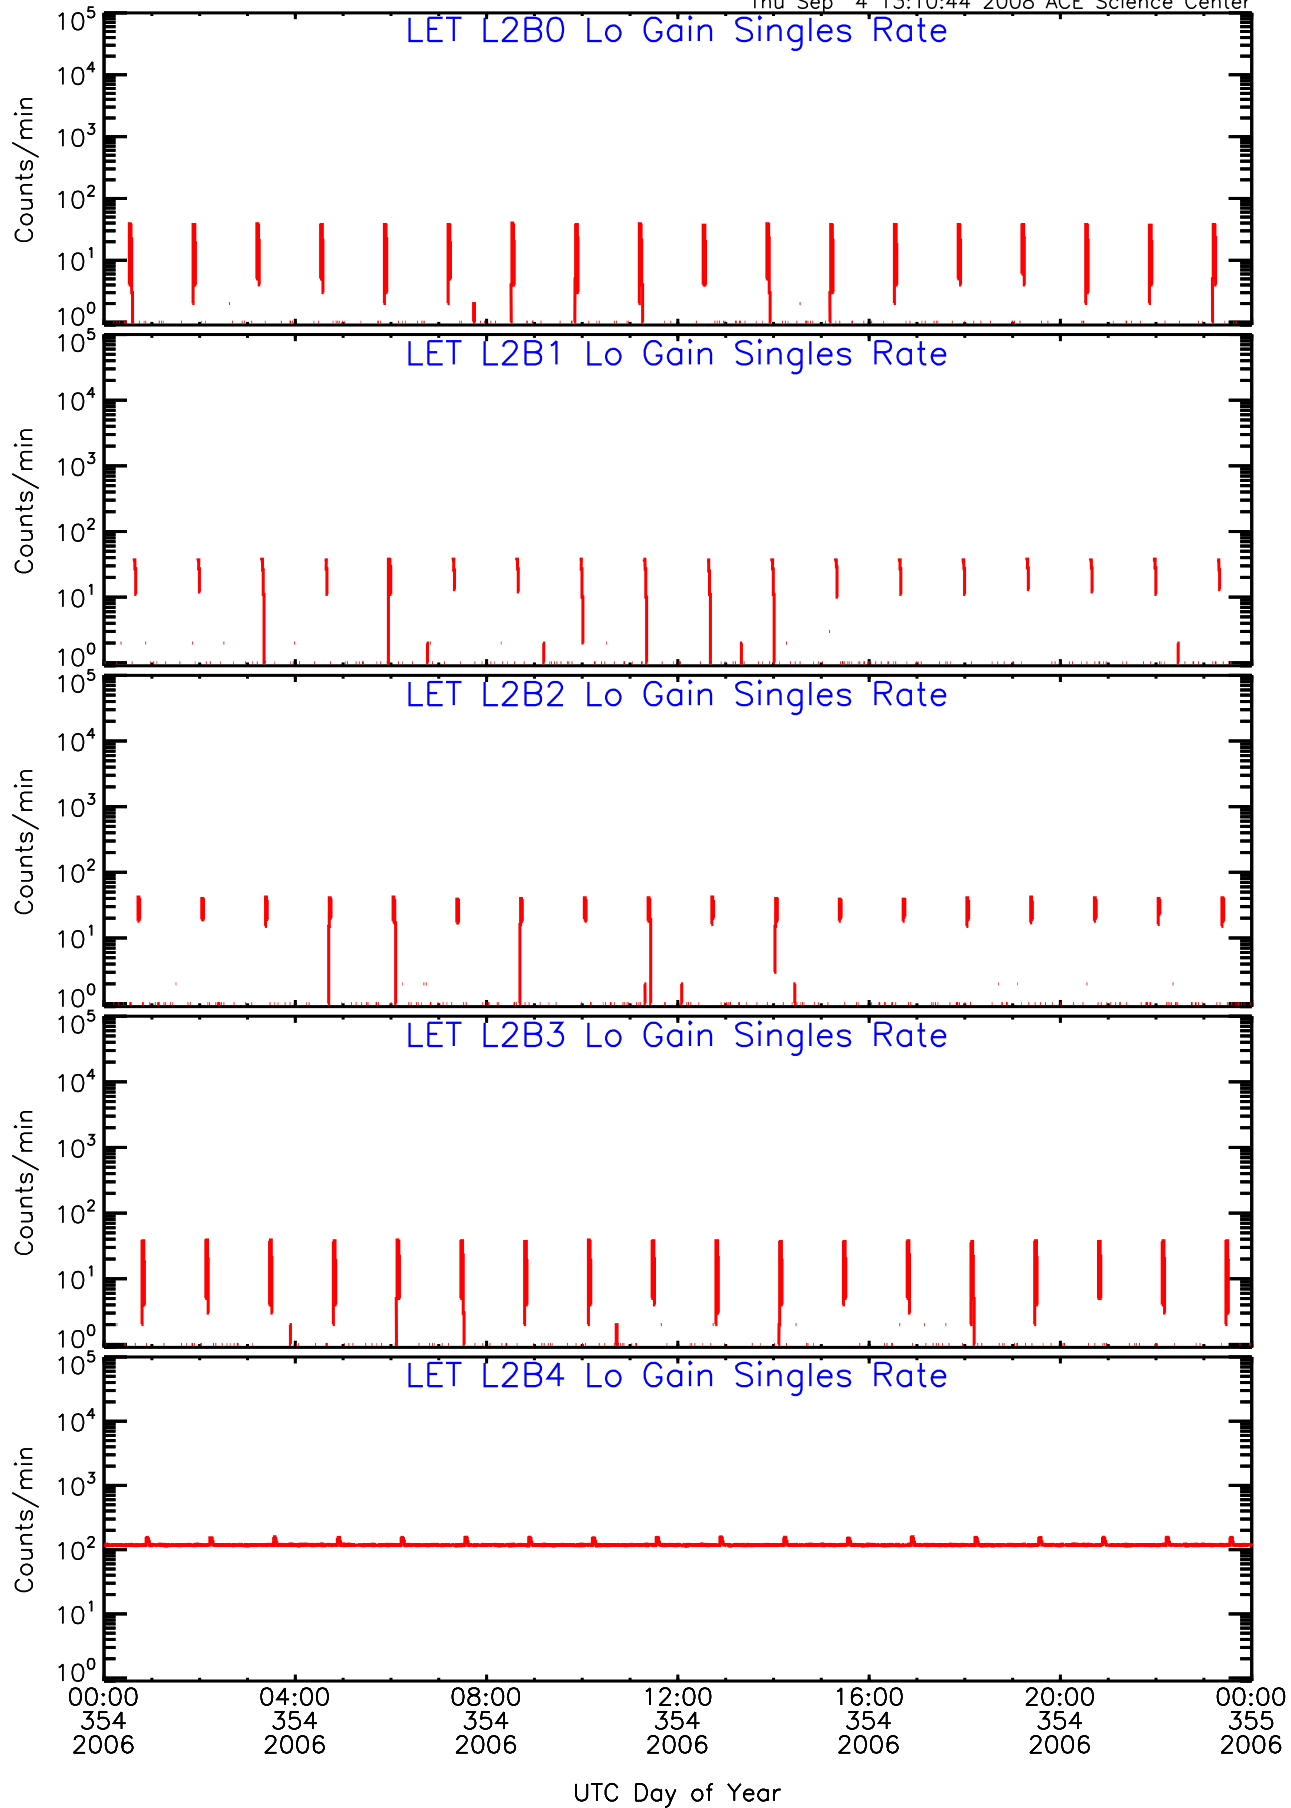 Thu Sep 4 13:10:44 2008 ACE Science Center
LET L2B0 Lo Gain Singles Rate
10^5
10^4
10^3
10^2
10^1
10^0
Counts/min
LET L2B1 Lo Gain Singles Rate
10^5
10^4
10^3
10^2
10^1
10^0
Counts/min
LET L2B2 Lo Gain Singles Rate
10^5
10^4
10^3
10^2
10^1
10^0
Counts/min
LET L2B3 Lo Gain Singles Rate
10^5
10^4
10^3
10^2
10^1
10^0
Counts/min
LET L2B4 Lo Gain Singles Rate
10^5
10^4
10^3
10^2
10^1
10^0
Counts/min
00:00 04:00 08:00 12:00 16:00 20:00 00:00
354 354 354 354 354 354 355
2006 2006 2006 2006 2006 2006 2006
UTC Day of Year